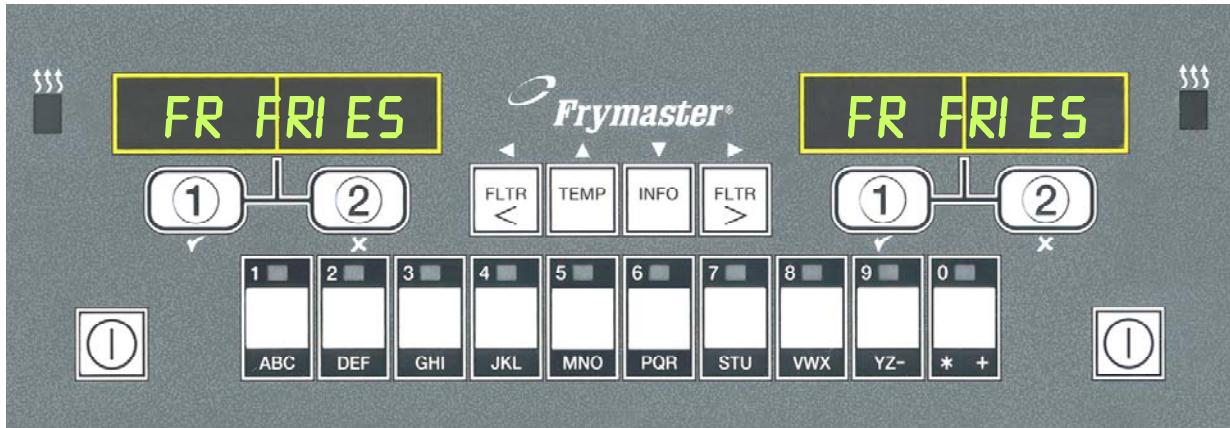 FR FRIES
FR FRIES
Frymaster®
1 2
FLTR < TEMP INFO FLTR >
1 2
1 2 3 4 5 6 7 8 9 0
ABC DEF GHI JKL MNO PQR STU VWX YZ- * +